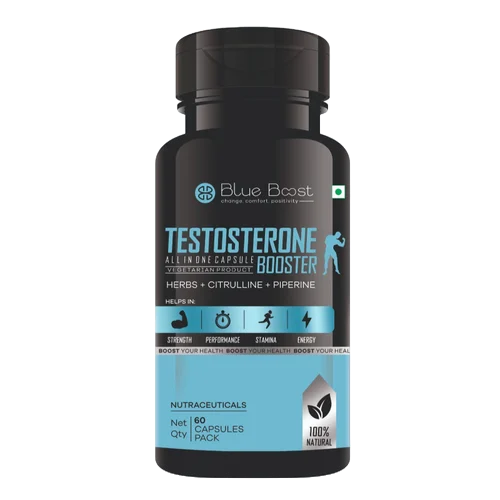 Blue Boost
change. comfort. positivity
TESTOSTERONE
ALL IN ONE CAPSULE
VEGETARIAN PRODUCT
BOOSTER
HERBS + CITRULLINE + PIPERINE
HELPS IN:
STRENGTH PERFORMANCE STAMINA ENERGY
BOOST YOUR HEALTH BOOST YOUR HEALTH BOOST YOUR HEAL
NUTRACEUTICALS
Net Qty 60 CAPSULES PACK
100% NATURAL